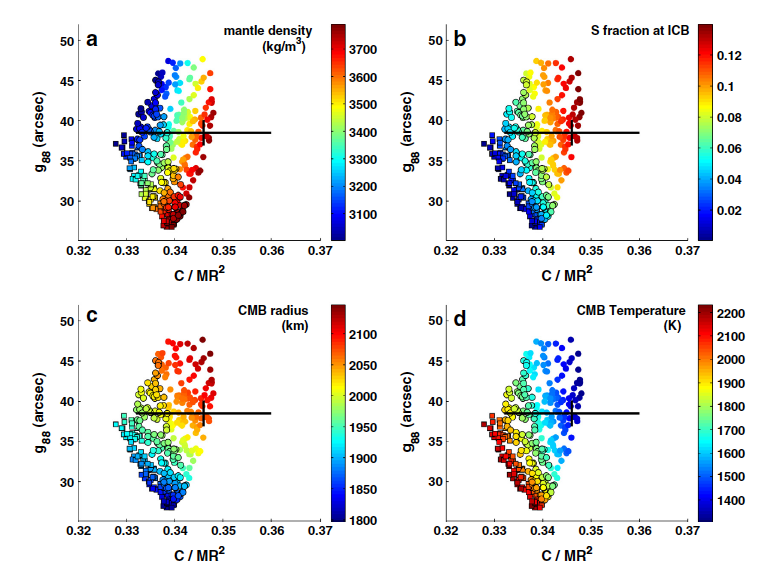 a
mantle density
(kg/m³)
50
45
40
35
30
g88 (arcsec)
0.32 0.33 0.34 0.35 0.36 0.37
C / MR²
3700
3600
3500
3400
3300
3200
3100
b
S fraction at ICB
50
45
40
35
30
g88 (arcsec)
0.32 0.33 0.34 0.35 0.36 0.37
C / MR²
0.12
0.1
0.08
0.06
0.04
0.02
c
CMB radius
(km)
50
45
40
35
30
g88 (arcsec)
0.32 0.33 0.34 0.35 0.36 0.37
C / MR²
2100
2050
2000
1950
1900
1850
1800
d
CMB Temperature
(K)
50
45
40
35
30
g88 (arcsec)
0.32 0.33 0.34 0.35 0.36 0.37
C / MR²
2200
2100
2000
1900
1800
1700
1600
1500
1400